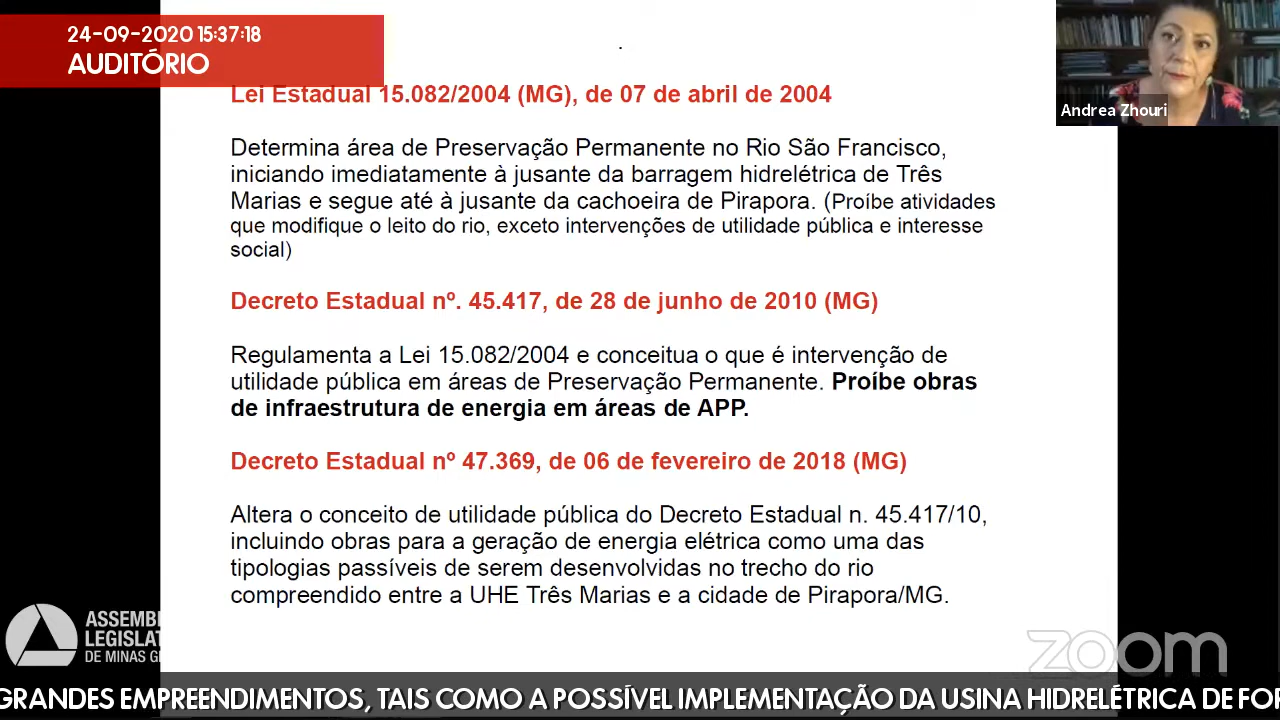 24-09-2020 15:37:18
AUDITÓRIO
Andrea Zhouri
Lei Estadual 15.082/2004 (MG), de 07 de abril de 2004
Determina área de Preservação Permanente no Rio São Francisco,
iniciando imediatamente à jusante da barragem hidrelétrica de Três
Marias e segue até à jusante da cachoeira de Pirapora. (Proíbe atividades
que modifique o leito do rio, exceto intervenções de utilidade pública e interesse
social)
Decreto Estadual nº. 45.417, de 28 de junho de 2010 (MG)
Regulamenta a Lei 15.082/2004 e conceitua o que é intervenção de
utilidade pública em áreas de Preservação Permanente. Proíbe obras
de infraestrutura de energia em áreas de APP.
Decreto Estadual nº 47.369, de 06 de fevereiro de 2018 (MG)
Altera o conceito de utilidade pública do Decreto Estadual n. 45.417/10,
incluindo obras para a geração de energia elétrica como uma das
tipologias passíveis de serem desenvolvidas no trecho do rio
compreendido entre a UHE Três Marias e a cidade de Pirapora/MG.
ASSEMB
LEGISLAT
DE MINAS G
zoom
GRANDES EMPREENDIMENTOS, TAIS COMO A POSSÍVEL IMPLEMENTAÇÃO DA USINA HIDRELÉTRICA DE FOR